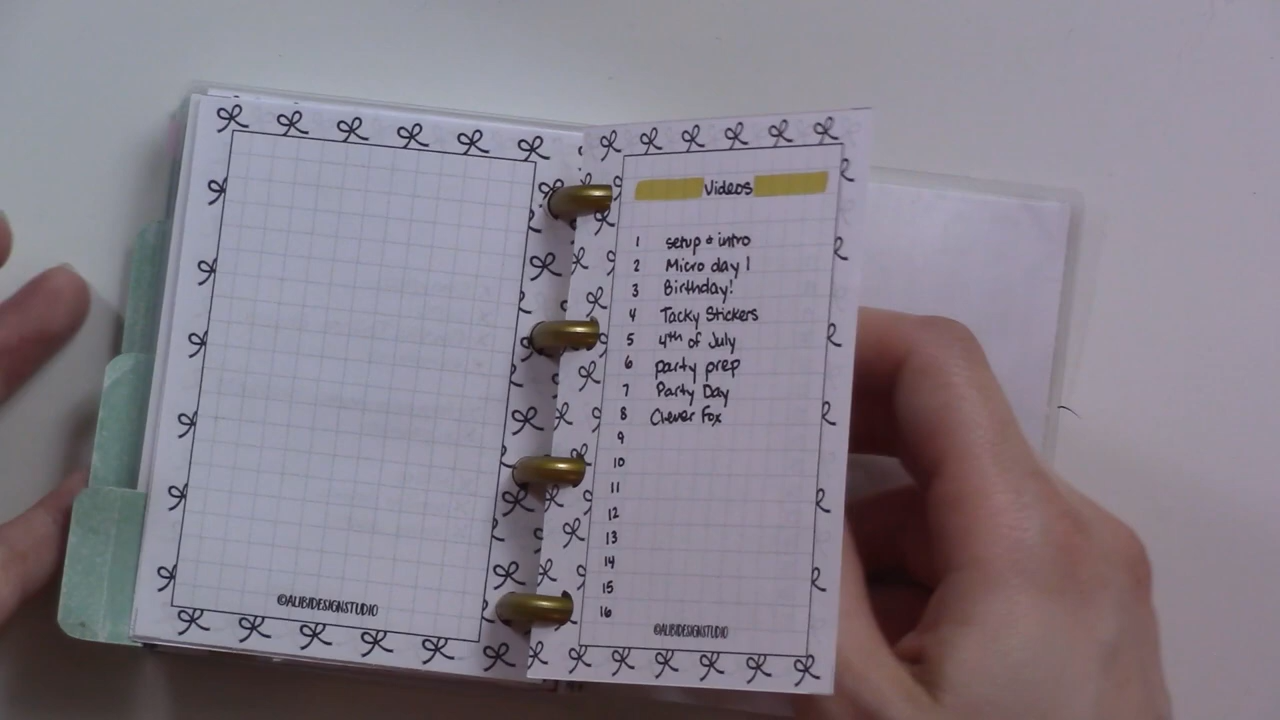 ©ALIBIDESIGNSTUDIO
Videos
1 setup & intro
2 Micro day 1
3 Birthday!
4 Tacky Stickers
5 4th of July
6 party prep
7 Party Day
8 Clever Fox
9
10
11
12
13
14
15
16
©ALIBIDESIGNSTUDIO